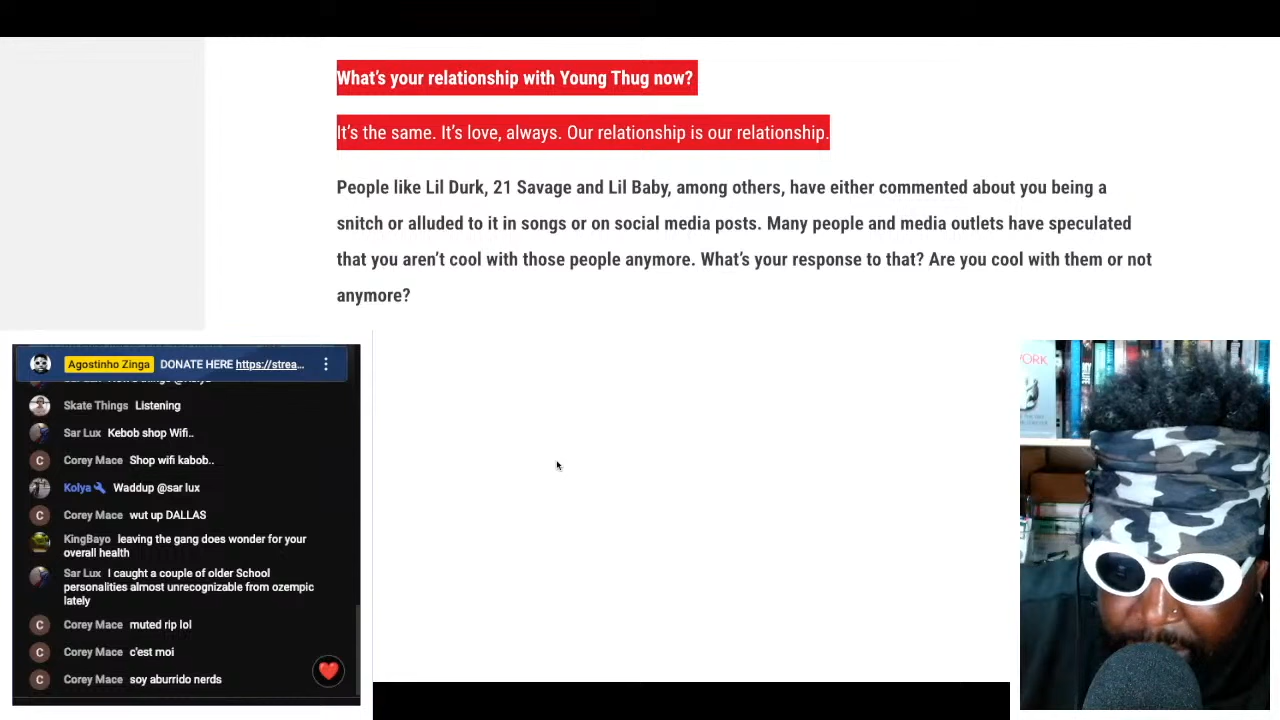 What's your relationship with Young Thug now?
It's the same. It's love, always. Our relationship is our relationship.
People like Lil Durk, 21 Savage and Lil Baby, among others, have either commented about you being a
snitch or alluded to it in songs or on social media posts. Many people and media outlets have speculated
that you aren't cool with those people anymore. What's your response to that? Are you cool with them or not
anymore?
Agostinho Zinga DONATE HERE https://strea...
Skate Things Listening
Sar Lux Kebob shop Wifi..
C Corey Mace Shop wifi kabob..
Kolya Waddup @sar lux
C Corey Mace wut up DALLAS
KingBayo leaving the gang does wonder for your
overall health
Sar Lux I caught a couple of older School
personalities almost unrecognizable from ozempic
lately
C Corey Mace muted rip lol
C Corey Mace c'est moi
C Corey Mace soy aburrido nerds